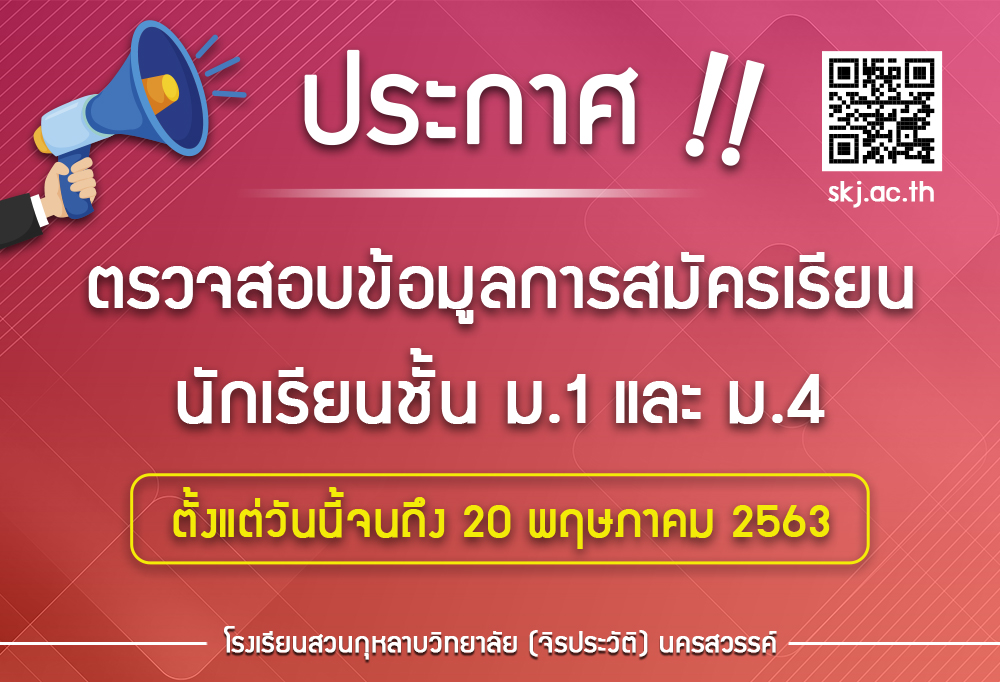 ประกาศ !!
skj.ac.th
ตรวจสอบข้อมูลการสมัครเรียน
นักเรียนชั้น ม.1 และ ม.4
ตั้งแต่วันนี้จนถึง 20 พฤษภาคม 2563
โรงเรียนสวนกุหลาบวิทยาลัย (จิรประวัติ) นครสวรรค์